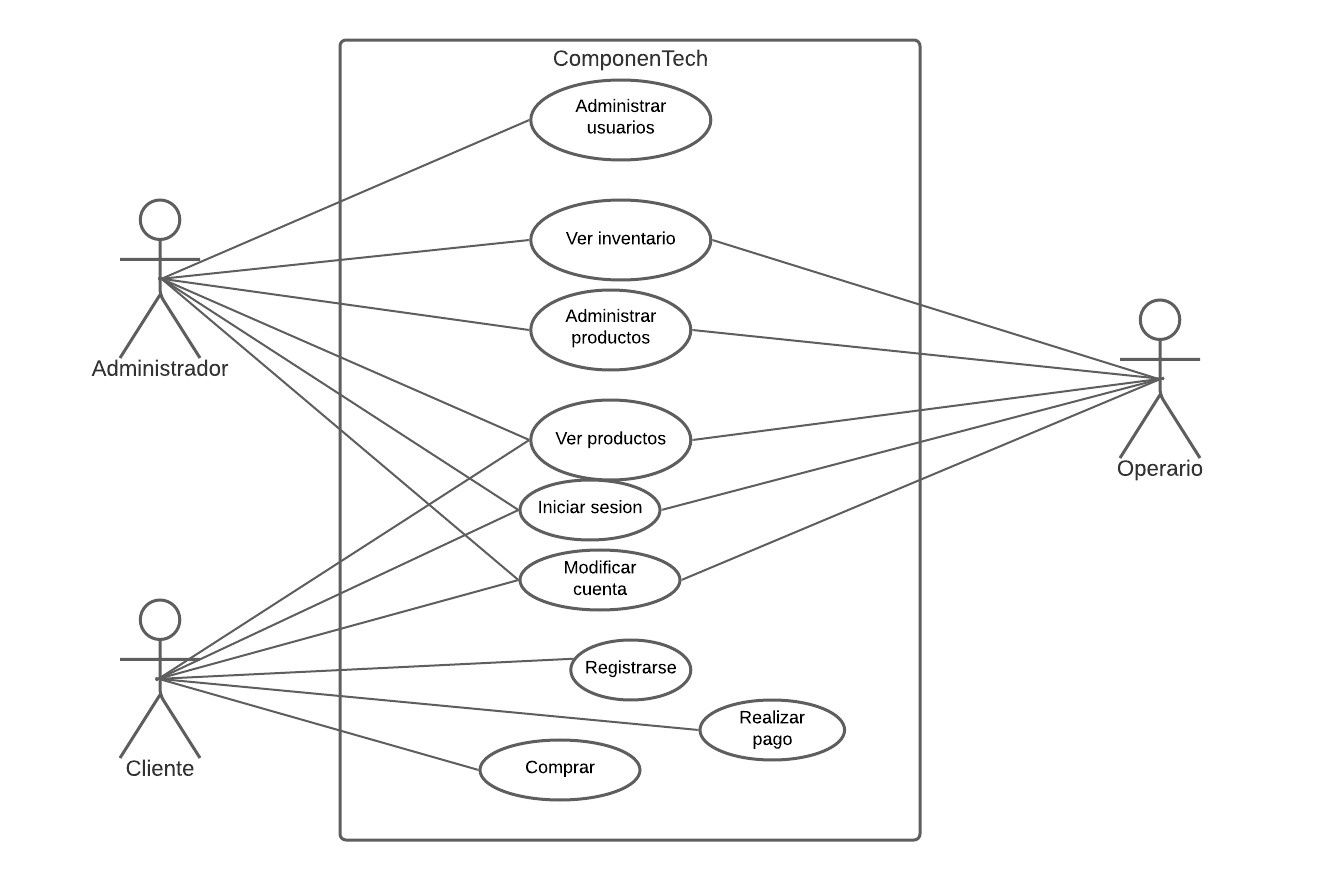 ComponenTech
Administrar
usuarios
Ver inventario
Administrar
productos
Administrador
Ver productos
Operario
Iniciar sesion
Modificar
cuenta
Registrarse
Realizar
pago
Comprar
Cliente